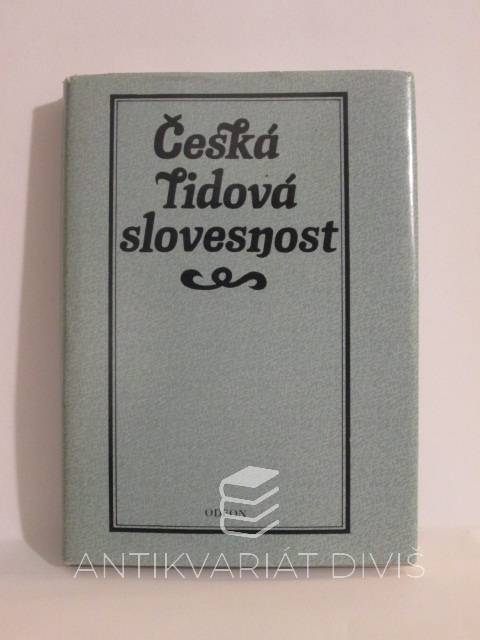 Česká
lidová
slovesnost
ODEON
ANTIKVARIÁT DIVIŠ